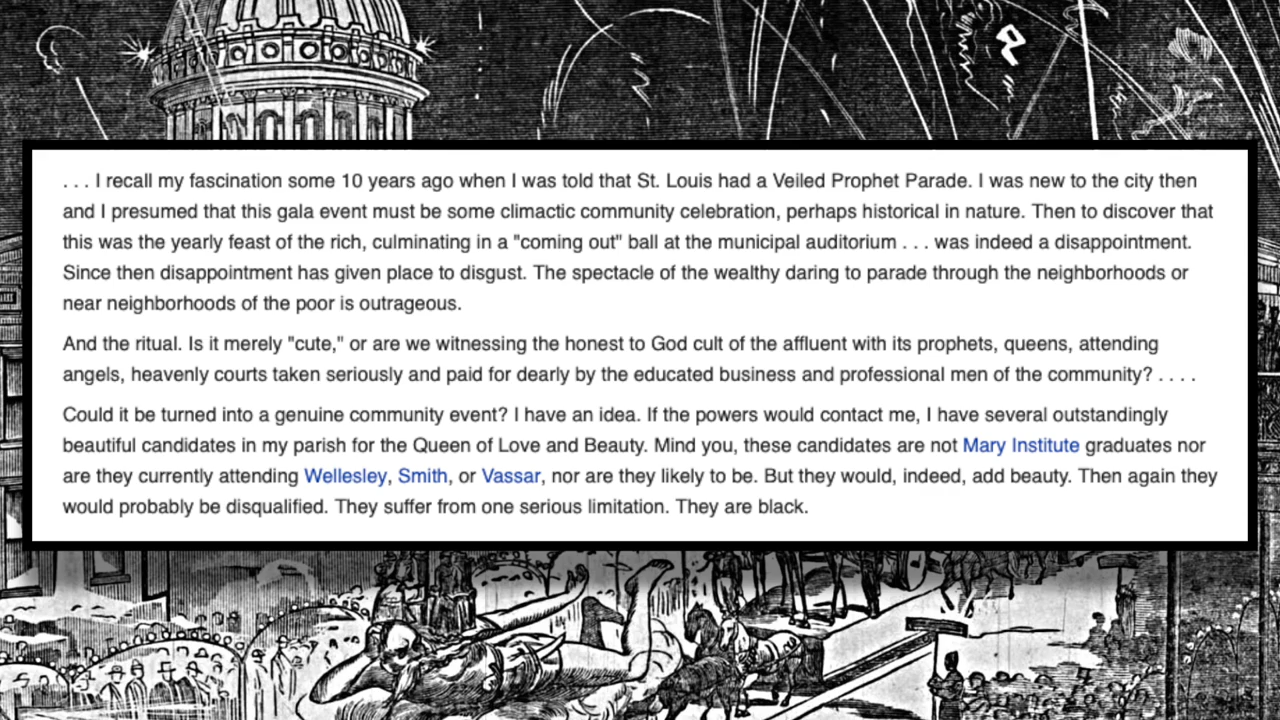 . . . I recall my fascination some 10 years ago when I was told that St. Louis had a Veiled Prophet Parade. I was new to the city then
and I presumed that this gala event must be some climactic community celebration, perhaps historical in nature. Then to discover that
this was the yearly feast of the rich, culminating in a "coming out" ball at the municipal auditorium . . . was indeed a disappointment.
Since then disappointment has given place to disgust. The spectacle of the wealthy daring to parade through the neighborhoods or
near neighborhoods of the poor is outrageous.
And the ritual. Is it merely "cute," or are we witnessing the honest to God cult of the affluent with its prophets, queens, attending
angels, heavenly courts taken seriously and paid for dearly by the educated business and professional men of the community? . . . .
Could it be turned into a genuine community event? I have an idea. If the powers would contact me, I have several outstandingly
beautiful candidates in my parish for the Queen of Love and Beauty. Mind you, these candidates are not Mary Institute graduates nor
are they currently attending Wellesley, Smith, or Vassar, nor are they likely to be. But they would, indeed, add beauty. Then again they
would probably be disqualified. They suffer from one serious limitation. They are black.